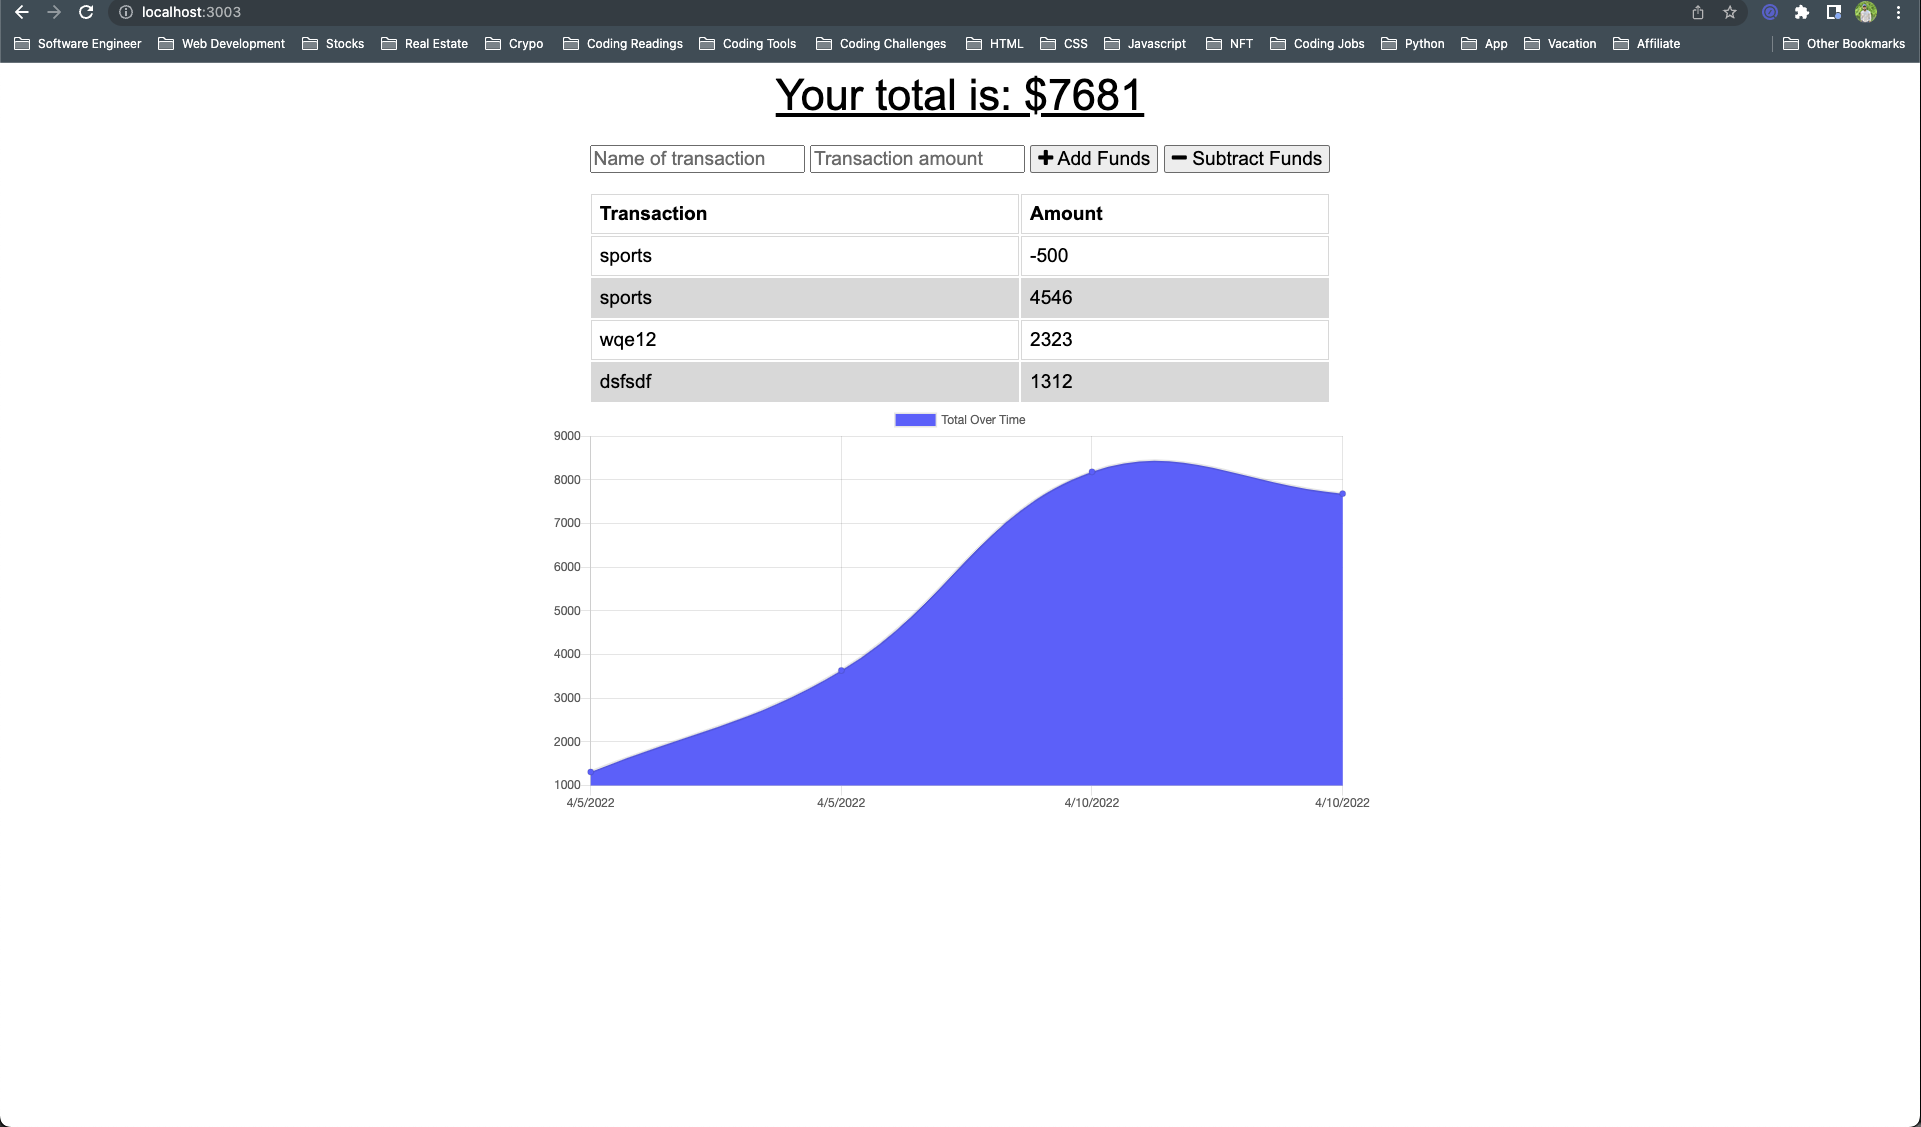 localhost:3003
Software Engineer Web Development Stocks Real Estate Crypo Coding Readings Coding Tools Coding Challenges HTML CSS Javascript NFT Coding Jobs Python App Vacation Affiliate Other Bookmarks
Your total is: $7681
Name of transaction Transaction amount Add Funds Subtract Funds
Transaction Amount
sports -500
sports 4546
wqe12 2323
dsfsdf 1312
Total Over Time
9000
8000
7000
6000
5000
4000
3000
2000
1000
4/5/2022 4/5/2022 4/10/2022 4/10/2022